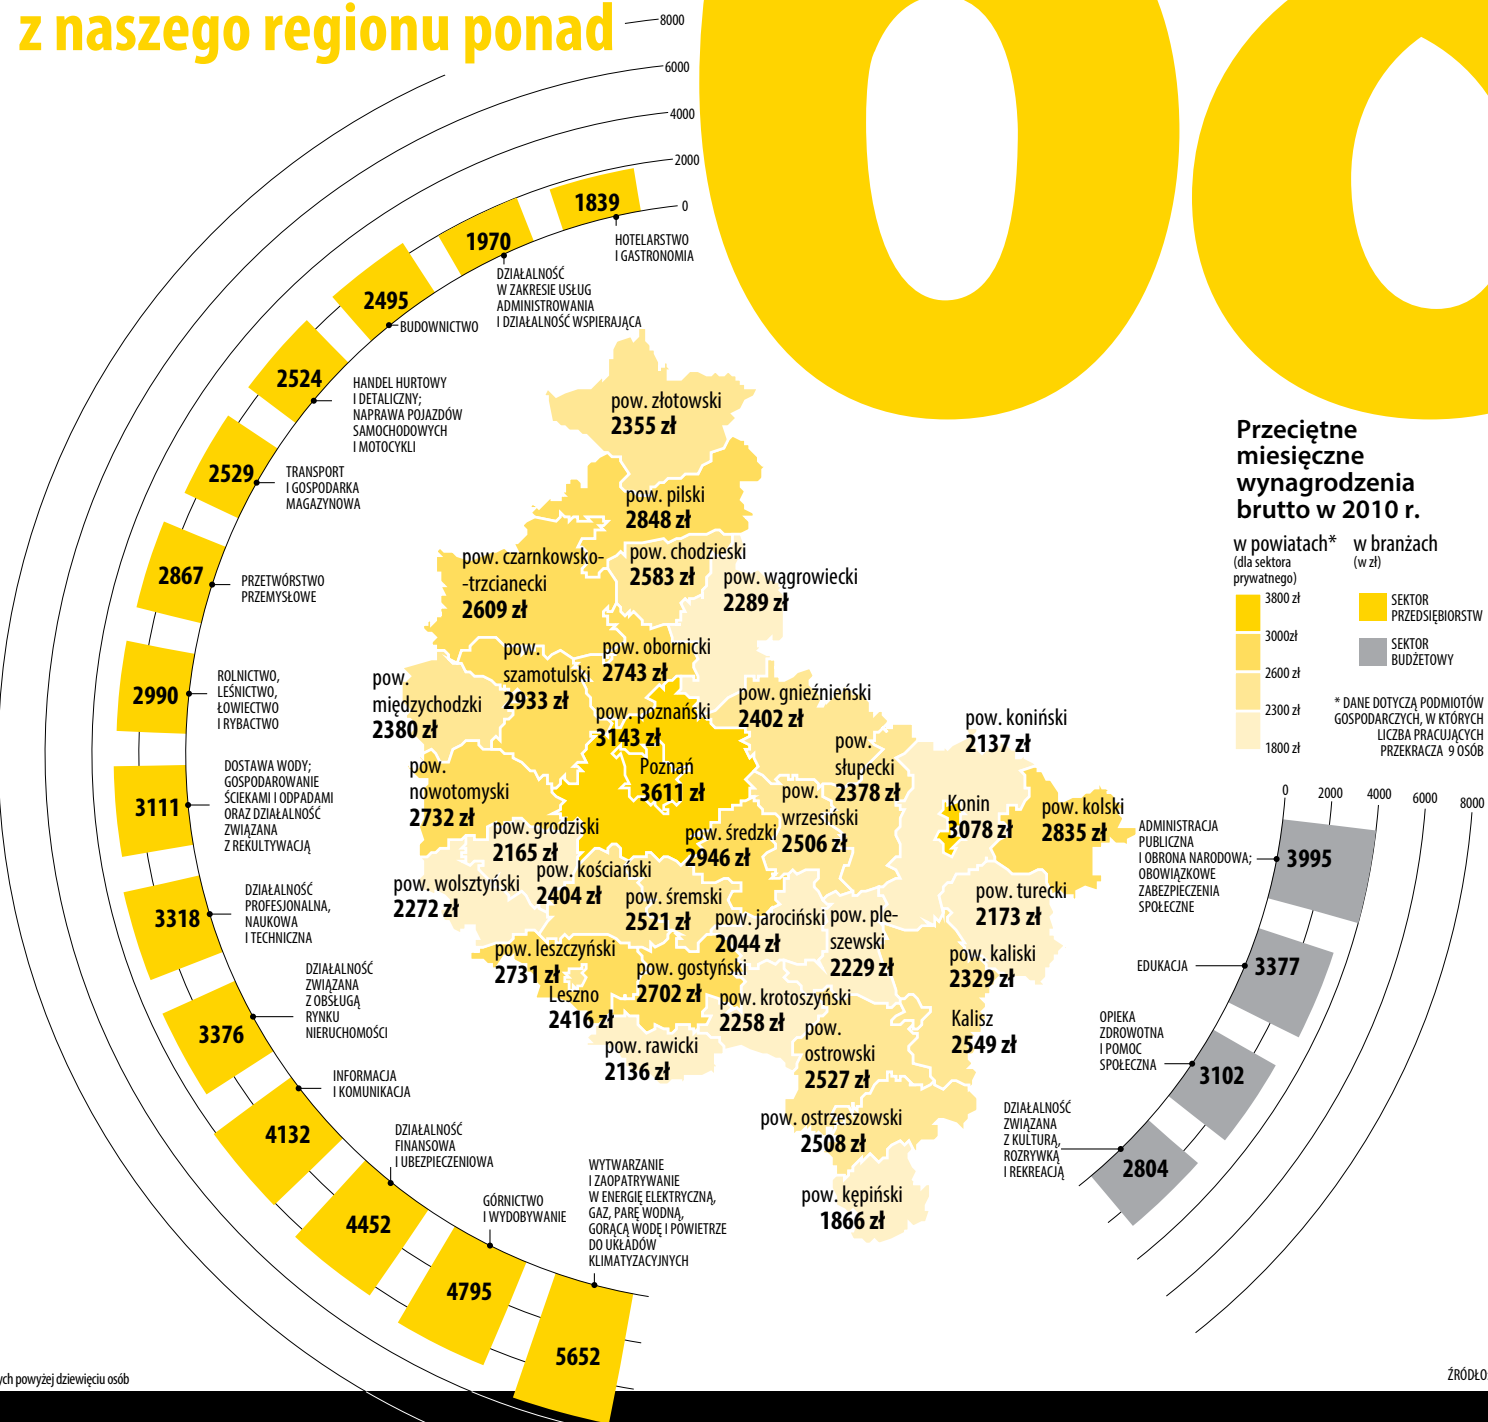 z naszego regionu ponad
8000
6000
4000
2000
0
1839
HOTELARSTWO
I GASTRONOMIA
1970
DZIAŁALNOŚĆ
W ZAKRESIE USŁUG
ADMINISTROWANIA
I DZIAŁALNOŚĆ WSPIERAJĄCA
2495
BUDOWNICTWO
2524
HANDEL HURTOWY
I DETALICZNY;
NAPRAWA POJAZDÓW
SAMOCHODOWYCH
I MOTOCYKLI
2529
TRANSPORT
I GOSPODARKA
MAGAZYNOWA
2867
PRZETWÓRSTWO
PRZEMYSŁOWE
2990
ROLNICTWO,
LEŚNICTWO,
ŁOWIECTWO
I RYBACTWO
3111
DOSTAWA WODY;
GOSPODAROWANIE
ŚCIEKAMI I ODPADAMI
ORAZ DZIAŁALNOŚĆ
ZWIĄZANA
Z REKULTYWACJĄ
3318
DZIAŁALNOŚĆ
PROFESJONALNA,
NAUKOWA
I TECHNICZNA
3376
DZIAŁALNOŚĆ
ZWIĄZANA
Z OBSŁUGĄ
RYNKU
NIERUCHOMOŚCI
4132
INFORMACJA
I KOMUNIKACJA
4452
DZIAŁALNOŚĆ
FINANSOWA
I UBEZPIECZENIOWA
4795
GÓRNICTWO
I WYDOBYWANIE
5652
WYTWARZANIE
I ZAOPATRYWANIE
W ENERGIĘ ELEKTRYCZNĄ,
GAZ, PARĘ WODNĄ,
GORĄCĄ WODĘ I POWIETRZE
DO UKŁADÓW
KLIMATYZACYJNYCH
pow. złotowski
2355 zł
pow. pilski
2848 zł
pow. czarnkowsko-
-trzcianecki
2609 zł
pow. chodzieski
2583 zł
pow. wągrowiecki
2289 zł
pow.
szamotulski
2933 zł
pow. obornicki
2743 zł
pow.
międzychodzki
2380 zł
pow. poznański
3143 zł
pow. gnieźnieński
2402 zł
pow. koniński
2137 zł
Poznań
3611 zł
pow.
słupecki
2378 zł
pow.
nowotomyski
2732 zł
pow.
wrzesiński
2506 zł
Konin
3078 zł
pow. kolski
2835 zł
pow. grodziski
2165 zł
pow. średzki
2946 zł
pow. wolsztyński
2272 zł
pow. kościański
2404 zł
pow. śremski
2521 zł
pow. jarociński
2044 zł
pow. ple-
szewski
2229 zł
pow. turecki
2173 zł
pow. leszczyński
2731 zł
pow. gostyński
2702 zł
pow. kaliski
2329 zł
Leszno
2416 zł
pow. krotoszyński
2258 zł
Kalisz
2549 zł
pow. rawicki
2136 zł
pow.
ostrowski
2527 zł
pow. ostrzeszowski
2508 zł
pow. kępiński
1866 zł
Przeciętne
miesięczne
wynagrodzenia
brutto w 2010 r.
w powiatach*
(dla sektora
prywatnego)
3800 zł
3000zł
2600 zł
2300 zł
1800 zł
w branżach
(w zł)
SEKTOR
PRZEDSIĘBIORSTW
SEKTOR
BUDŻETOWY
* DANE DOTYCZĄ PODMIOTÓW
GOSPODARCZYCH, W KTÓRYCH
LICZBA PRACUJĄCYCH
PRZEKRACZA 9 OSÓB
0
2000
4000
6000
8000
ADMINISTRACJA
PUBLICZNA
I OBRONA NARODOWA;
OBOWIĄZKOWE
ZABEZPIECZENIA
SPOŁECZNE
3995
EDUKACJA
3377
OPIEKA
ZDROWOTNA
I POMOC
SPOŁECZNA
3102
DZIAŁALNOŚĆ
ZWIĄZANA
Z KULTURĄ,
ROZRYWKĄ
I REKREACJĄ
2804
ych powyżej dziewięciu osób
ŹRÓDŁO: